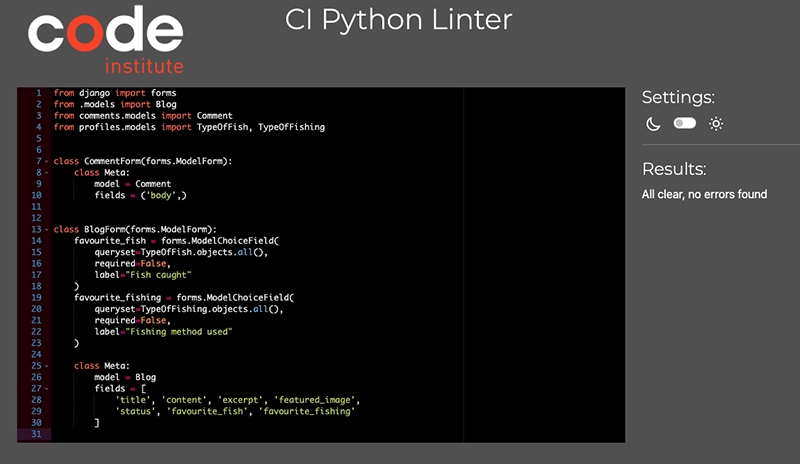 code
institute
CI Python Linter
1 from django import forms
2 from .models import Blog
3 from comments.models import Comment
4 from profiles.models import TypeOfFish, TypeOfFishing
5
6
7 class CommentForm(forms.ModelForm):
8     class Meta:
9         model = Comment
10         fields = ('body',)
11
12
13 class BlogForm(forms.ModelForm):
14     favourite_fish = forms.ModelChoiceField(
15         queryset=TypeOfFish.objects.all(),
16         required=False,
17         label="Fish caught"
18     )
19     favourite_fishing = forms.ModelChoiceField(
20         queryset=TypeOfFishing.objects.all(),
21         required=False,
22         label="Fishing method used"
23     )
24
25     class Meta:
26         model = Blog
27         fields = [
28             'title', 'content', 'excerpt', 'featured_image',
29             'status', 'favourite_fish', 'favourite_fishing'
30         ]
31
Settings:
Results:
All clear, no errors found